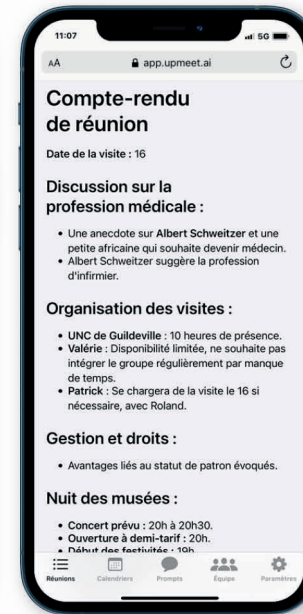 11:07
5G
AA
app.upmeet.ai
Compte-rendu
de réunion
Date de la visite : 16
Discussion sur la
profession médicale :
• Une anecdote sur Albert Schweitzer et une
petite africaine qui souhaite devenir médecin.
• Albert Schweitzer suggère la profession
d'infirmier.
Organisation des visites :
• UNC de Guildeville : 10 heures de présence.
• Valérie : Disponibilité limitée, ne souhaite pas
intégrer le groupe régulièrement par manque
de temps.
• Patrick : Se chargera de la visite le 16 si
nécessaire, avec Roland.
Gestion et droits :
• Avantages liés au statut de patron évoqués.
Nuit des musées :
• Concert prévu : 20h à 20h30.
• Ouverture à demi-tarif : 20h.
• Début des festivités : 19h.
Réunions
Calendriers
Prompts
Équipe
Paramètres